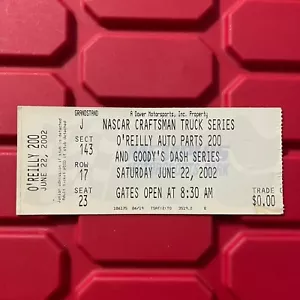 O'REILLY 200
JUNE 22, 2002
GRANDSTAND
J
SECT
143
ROW
17
SEAT
23
A Dover Motorsports, Inc. Property
NASCAR CRAFTSMAN TRUCK SERIES
O'REILLY AUTO PARTS 200
AND GOODY'S DASH SERIES
SATURDAY JUNE 22, 2002
GATES OPEN AT 8:30 AM
TRADE
$0.00